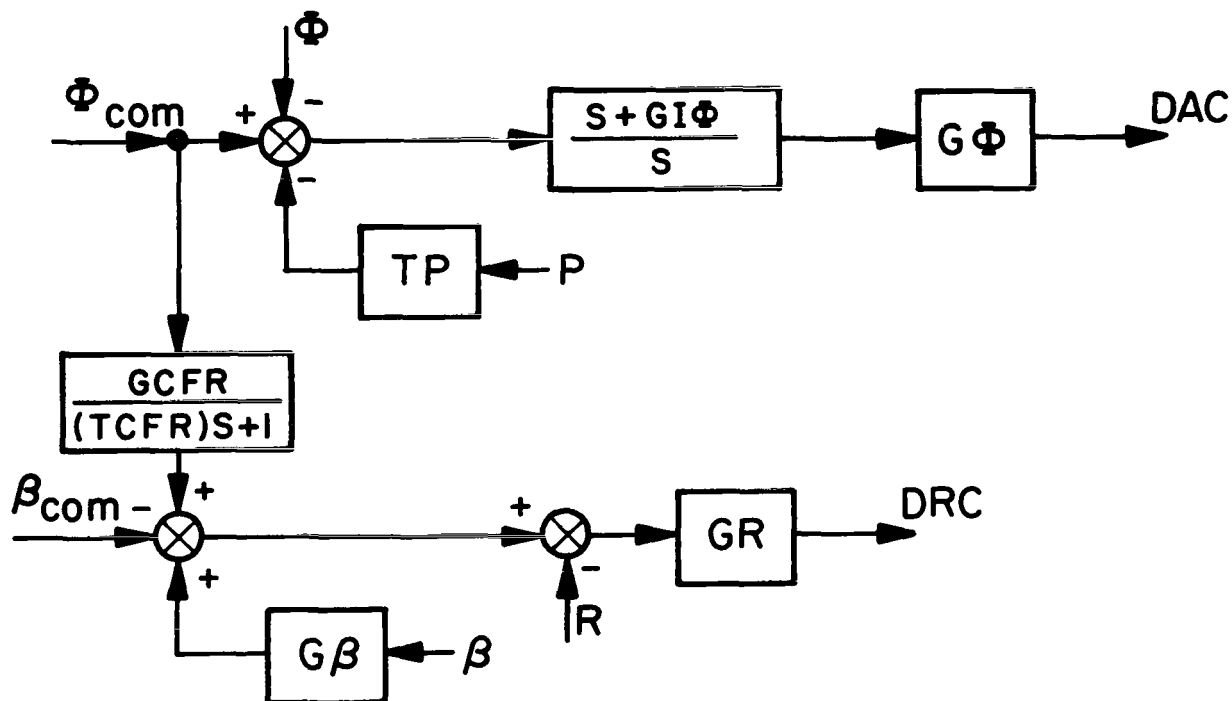 Φ
Φcom + - -
S + GIΦ
S
GΦ
DAC
TP
P
GCFR
(TCFR)S+1
βcom - + +
+ -
GR
DRC
R
Gβ
β